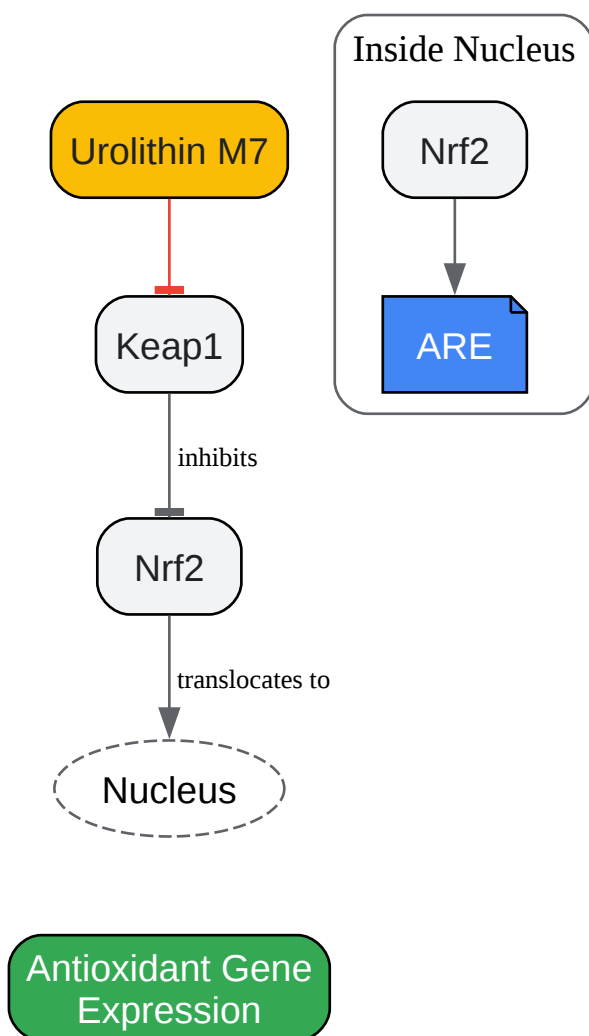 Inside Nucleus
Urolithin M7
Nrf2
Keap1
ARE
inhibits
Nrf2
translocates to
Nucleus
Antioxidant Gene
Expression